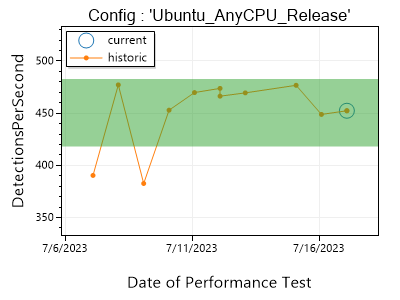 Config : 'Ubuntu_AnyCPU_Release'
current
historic
DetectionsPerSecond
500
450
400
350
7/6/2023
7/11/2023
7/16/2023
Date of Performance Test